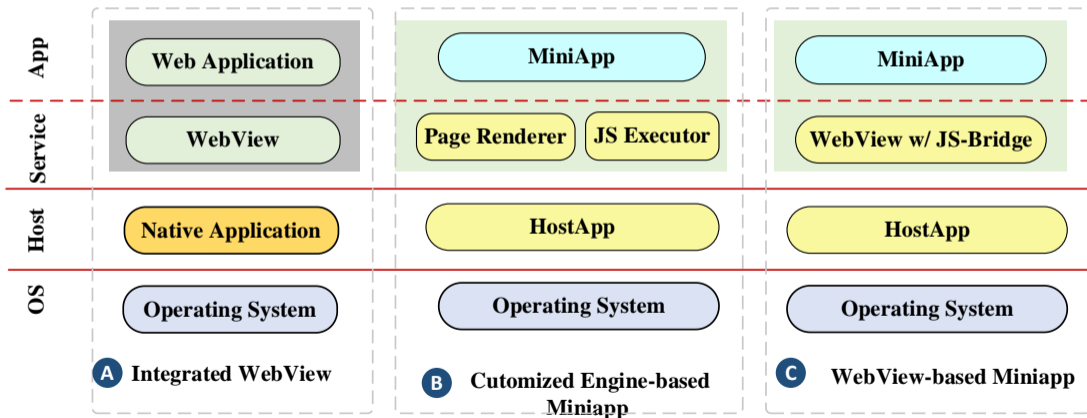 App
Web Application
MiniApp
MiniApp
Service
WebView
Page Renderer
JS Executor
WebView w/ JS-Bridge
Host
Native Application
HostApp
HostApp
OS
Operating System
Operating System
Operating System
A Integrated WebView
B Cutomized Engine-based
Miniapp
C WebView-based Miniapp